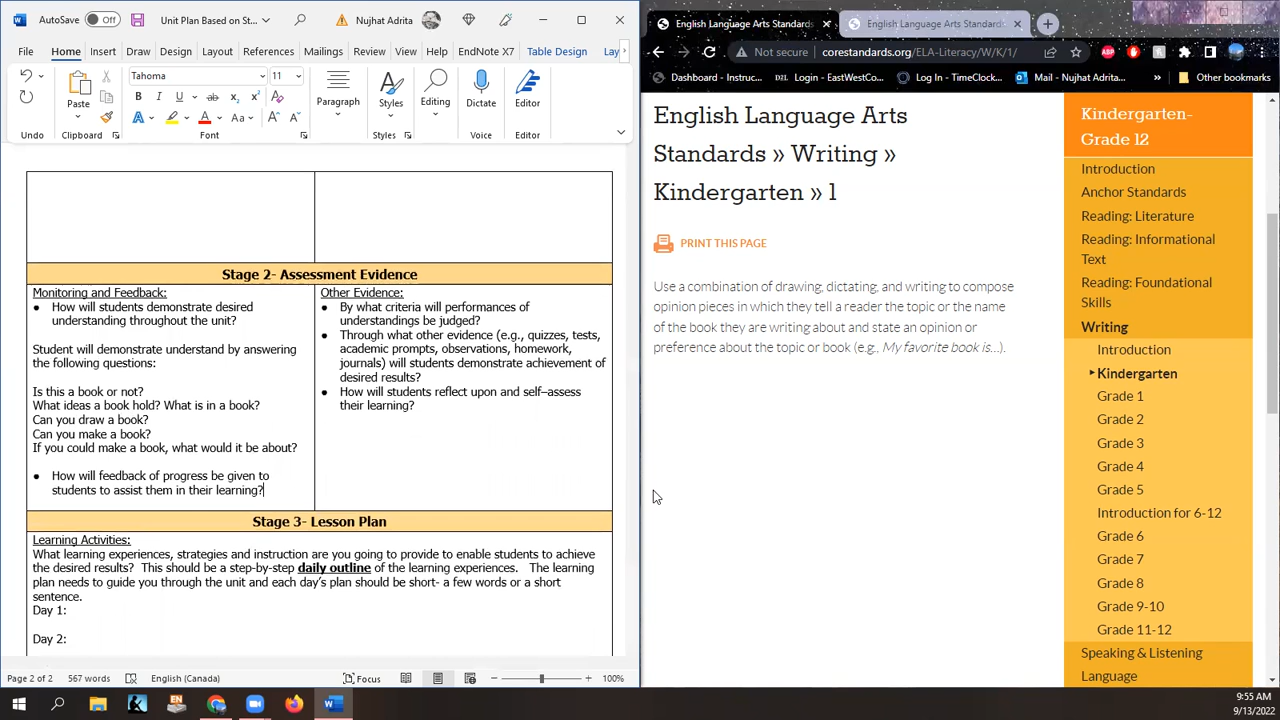 AutoSave Off Unit Plan Based on St... Nujhat Adrita
File Home Insert Draw Design Layout References Mailings Review View Help EndNote X7 Table Design Lay
Tahoma 11
Paste Paragraph Styles Editing Dictate Editor
Undo Clipboard Font Styles Voice Editor
Stage 2- Assessment Evidence
Monitoring and Feedback:
• How will students demonstrate desired
understanding throughout the unit?
Student will demonstrate understand by answering
the following questions:
Is this a book or not?
What ideas a book hold? What is in a book?
Can you draw a book?
Can you make a book?
If you could make a book, what would it be about?
• How will feedback of progress be given to
students to assist them in their learning?
Other Evidence:
• By what criteria will performances of
understandings be judged?
• Through what other evidence (e.g., quizzes, tests,
academic prompts, observations, homework,
journals) will students demonstrate achievement of
desired results?
• How will students reflect upon and self–assess
their learning?
Stage 3- Lesson Plan
Learning Activities:
What learning experiences, strategies and instruction are you going to provide to enable students to achieve
the desired results? This should be a step-by-step daily outline of the learning experiences. The learning
plan needs to guide you through the unit and each day's plan should be short- a few words or a short
sentence.
Day 1:
Day 2:
Page 2 of 2 567 words English (Canada) Focus 100%
English Language Arts Standards English Language Arts Standards
Not secure corestandards.org/ELA-Literacy/W/K/1/
Dashboard - Instruc... Login - EastWestCo... Log In - TimeClock... Mail - Nujhat Adrita... » Other bookmarks
English Language Arts
Standards » Writing »
Kindergarten » 1
PRINT THIS PAGE
Use a combination of drawing, dictating, and writing to compose
opinion pieces in which they tell a reader the topic or the name
of the book they are writing about and state an opinion or
preference about the topic or book (e.g., My favorite book is...).
Kindergarten-
Grade 12
Introduction
Anchor Standards
Reading: Literature
Reading: Informational
Text
Reading: Foundational
Skills
Writing
Introduction
Kindergarten
Grade 1
Grade 2
Grade 3
Grade 4
Grade 5
Introduction for 6-12
Grade 6
Grade 7
Grade 8
Grade 9-10
Grade 11-12
Speaking & Listening
Language
9:55 AM
9/13/2022